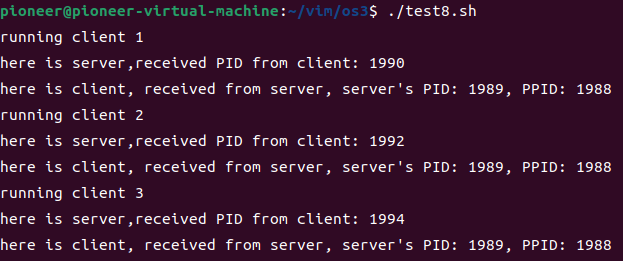 pioneer@pioneer-virtual-machine:~/vim/os3$ ./test8.sh
running client 1
here is server,received PID from client: 1990
here is client, received from server, server's PID: 1989, PPID: 1988
running client 2
here is server,received PID from client: 1992
here is client, received from server, server's PID: 1989, PPID: 1988
running client 3
here is server,received PID from client: 1994
here is client, received from server, server's PID: 1989, PPID: 1988